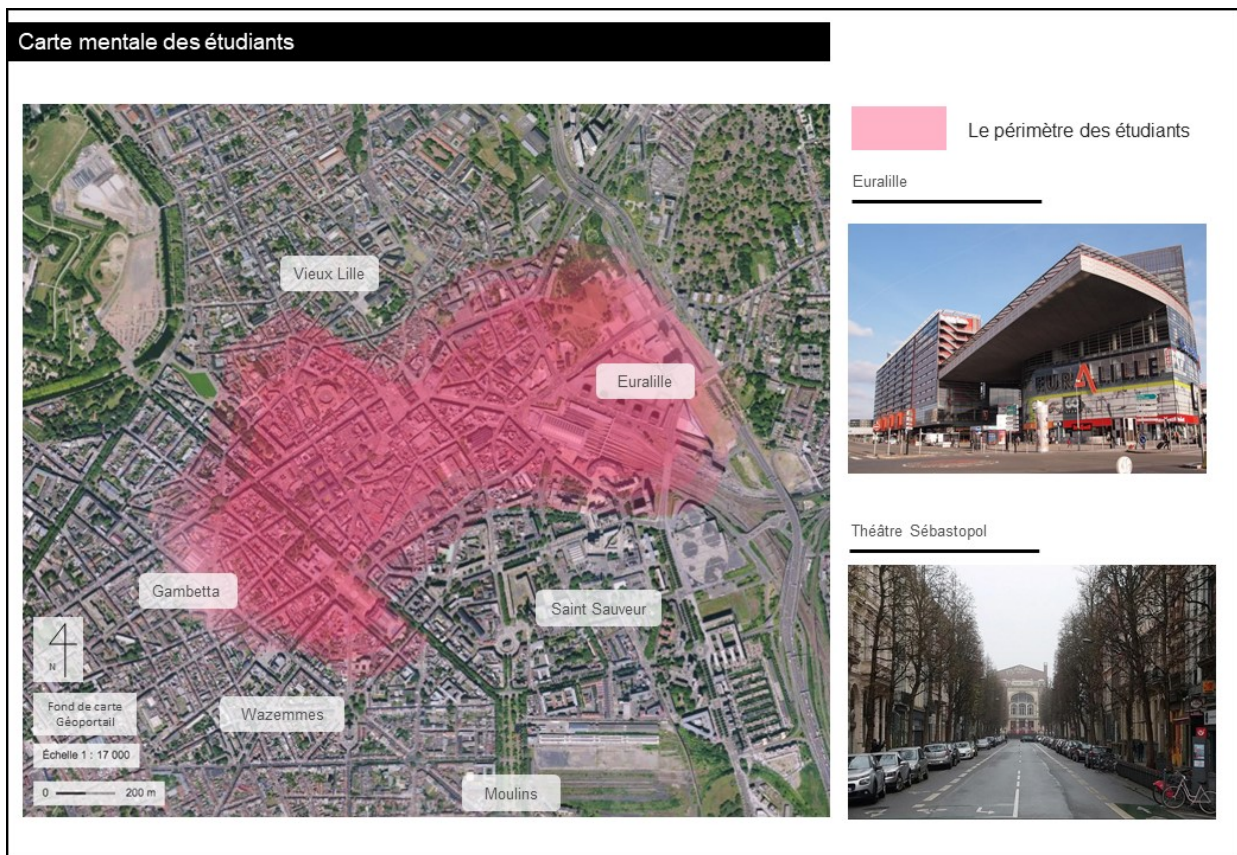 Carte mentale des étudiants
Le périmètre des étudiants
Euralille
Vieux Lille
Euralille
Gambetta
Saint Sauveur
Wazemmes
Moulins
N
Fond de carte
Géoportail
Échelle 1 : 17 000
0 200 m
EURALILLE
Théâtre Sébastopol